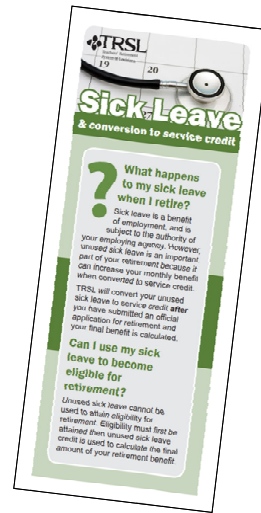 TRSL
Teachers' Retirement
System of Louisiana
19
20
27
Sick Leave
& conversion to service credit
?
What happens
to my sick leave
when I retire?
Sick leave is a benefit
of employment, and is
subject to the authority of
your employing agency. However,
unused sick leave is an important
part of your retirement because it
can increase your monthly benefit
when converted to service credit.
TRSL will convert your unused
sick leave to service credit after
you have submitted an official
application for retirement and
your final benefit is calculated.
Can I use my sick
leave to become
eligible for
retirement?
Unused sick leave cannot be
used to attain eligibility for
retirement. Eligibility must first be
attained then unused sick leave
credit is used to calculate the final
amount of your retirement benefit